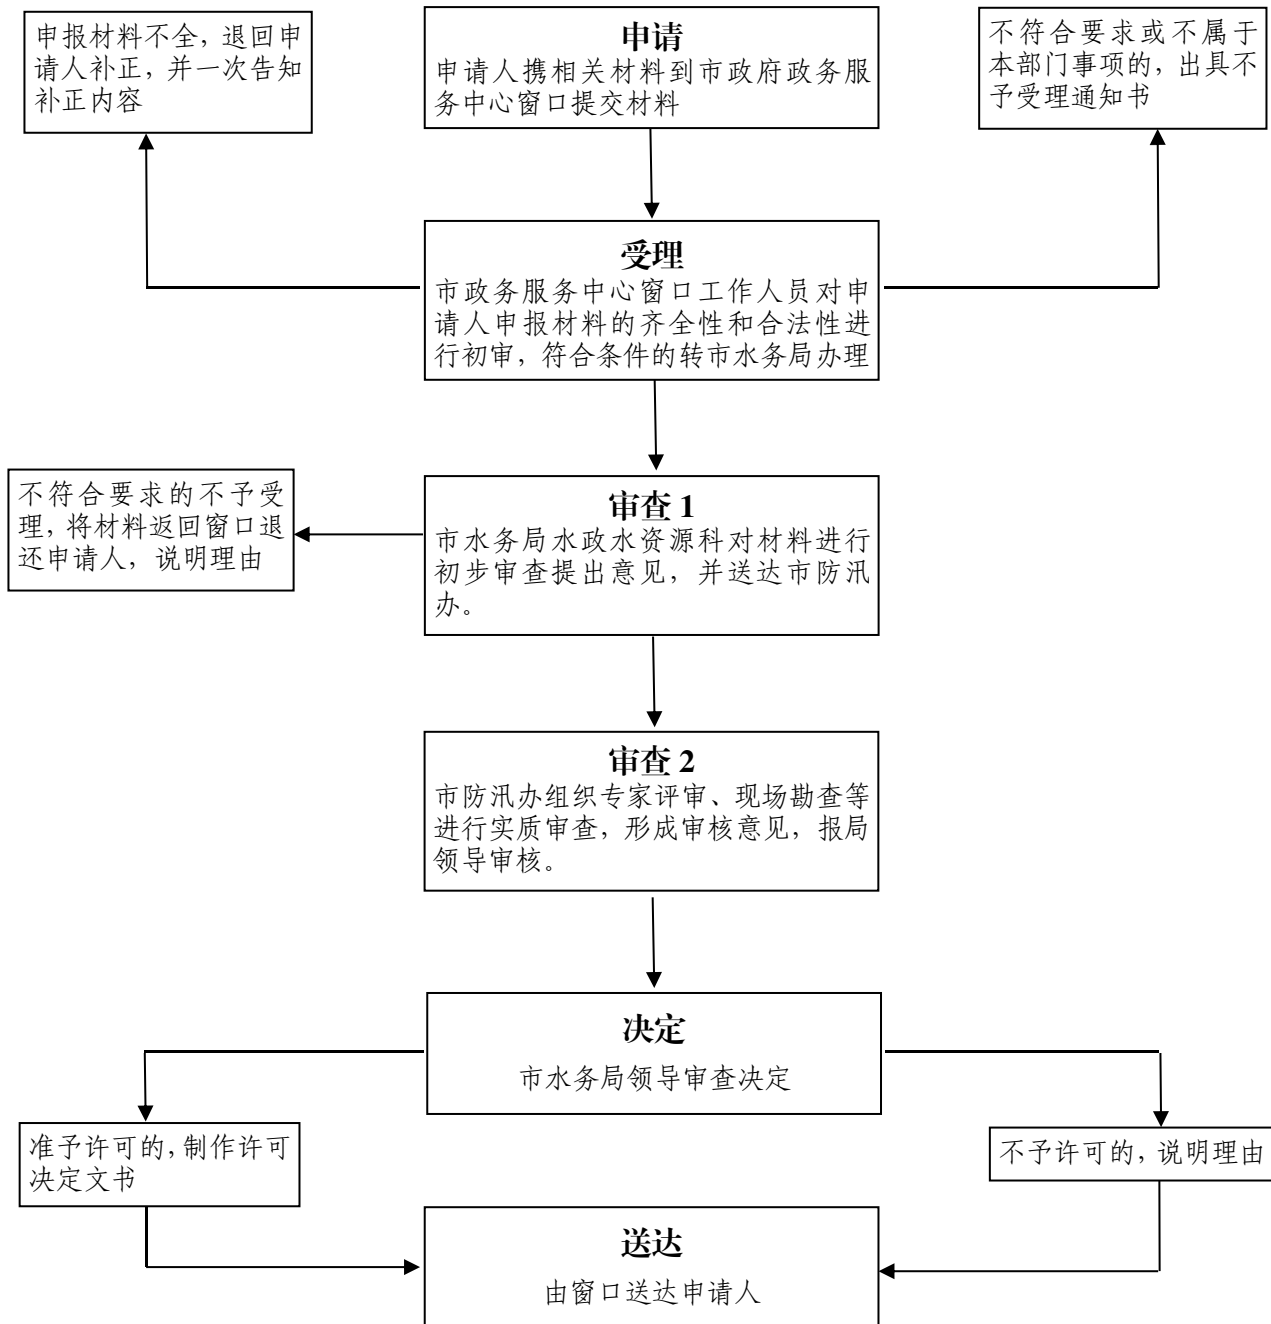 申报材料不全，退回申
请人补正，并一次告知
补正内容
申请
申请人携相关材料到市政府政务服
务中心窗口提交材料
不符合要求或不属于
本部门事项的，出具不
予受理通知书
受理
市政务服务中心窗口工作人员对申
请人申报材料的齐全性和合法性进
行初审，符合条件的转市水务局办理
不符合要求的不予受
理，将材料返回窗口退
还申请人，说明理由
审查 1
市水务局水政水资源科对材料进行
初步审查提出意见，并送达市防汛
办。
审查 2
市防汛办组织专家评审、现场勘查等
进行实质审查，形成审核意见，报局
领导审核。
决定
市水务局领导审查决定
准予许可的，制作许可
决定文书
不予许可的，说明理由
送达
由窗口送达申请人